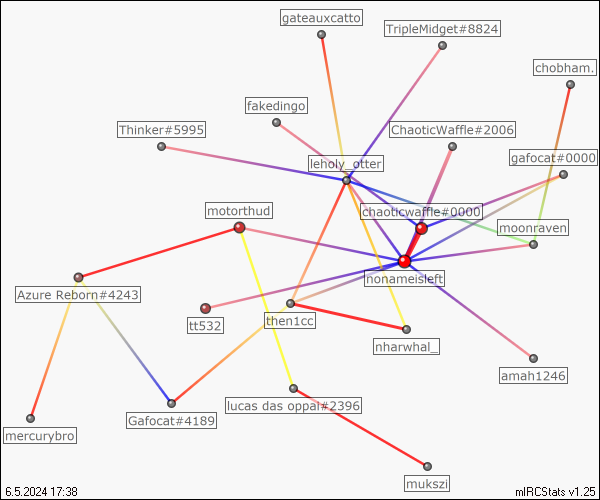 gateauxcatto
TripleMidget#8824
chobham.
fakedingo
Thinker#5995
ChaoticWaffle#2006
leholy_otter
gafocat#0000
motorthud
chaoticwaffle#0000
moonraven
nonameisleft
Azure Reborn#4243
tt532
then1cc
nharwhal_
amah1246
lucas das oppai#2396
Gafocat#4189
mercurybro
mukszi
6.5.2024 17:38
mIRCStats v1.25